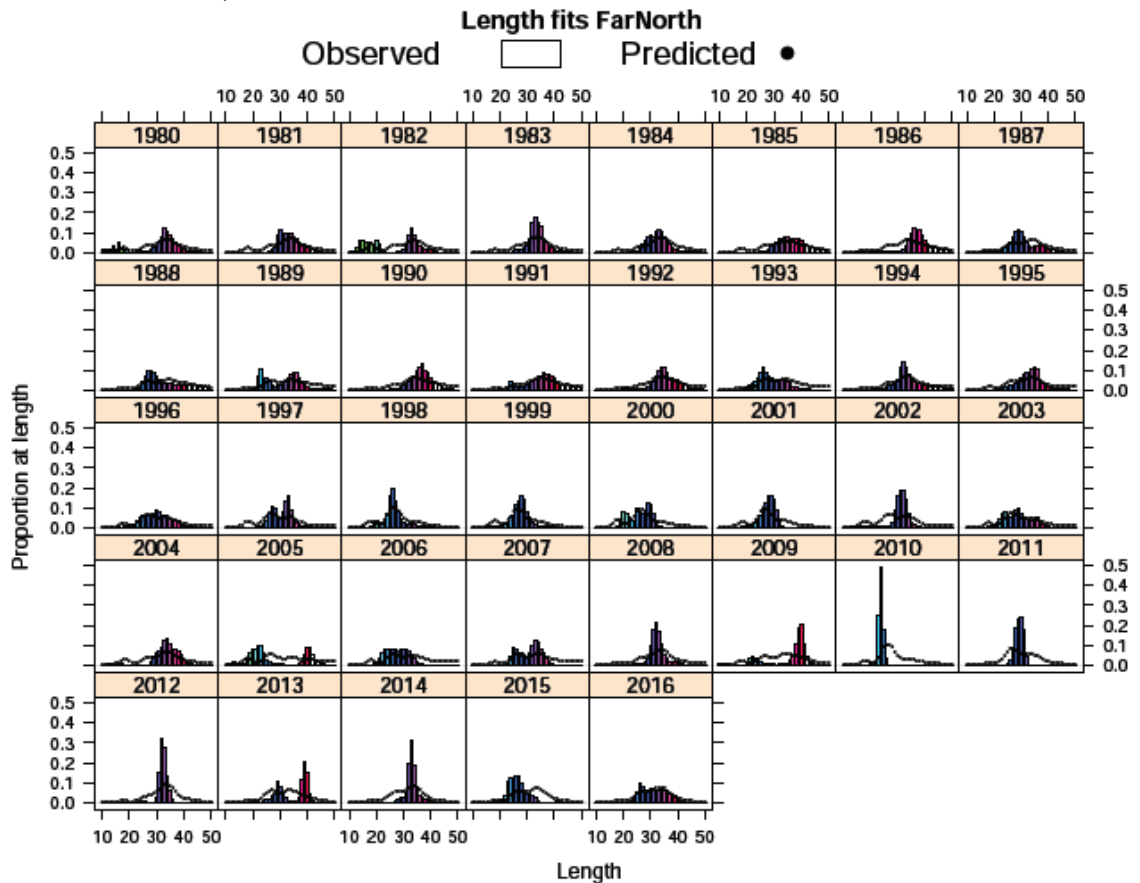 Length fits FarNorth
Observed Predicted
10 20 30 40 50 10 20 30 40 50 10 20 30 40 50 10 20 30 40 50
1980 1981 1982 1983 1984 1985 1986 1987
0.5
0.4
0.3
0.2
0.1
0.0
1988 1989 1990 1991 1992 1993 1994 1995
0.5
0.4
0.3
0.2
0.1
0.0
1996 1997 1998 1999 2000 2001 2002 2003
0.5
0.4
0.3
0.2
0.1
0.0
2004 2005 2006 2007 2008 2009 2010 2011
0.5
0.4
0.3
0.2
0.1
0.0
2012 2013 2014 2015 2016
0.5
0.4
0.3
0.2
0.1
0.0
10 20 30 40 50 10 20 30 40 50 10 20 30 40 50
Proportion at length
Length